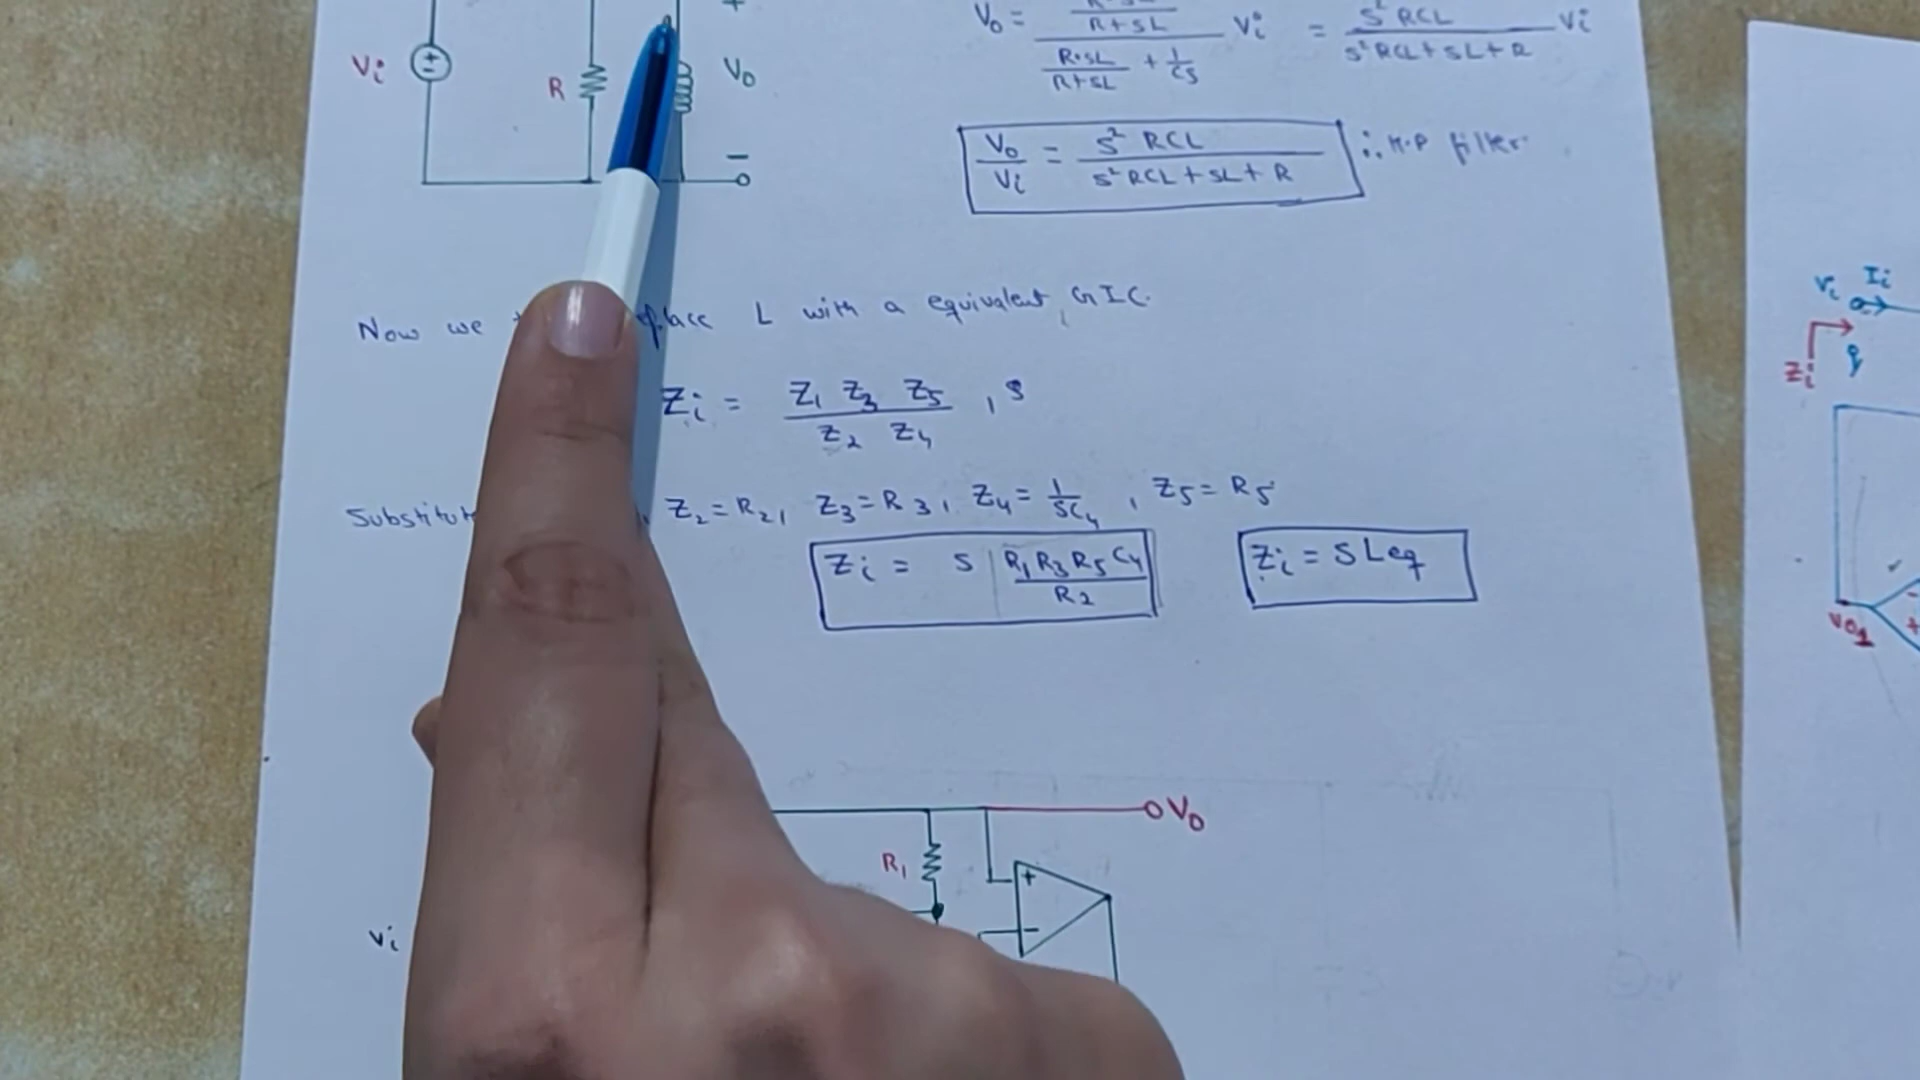 Vo = R+sL / (R·sL / R+sL + 1/Cs) Vi = s² RCL / s² RCL + sL + R Vi
Vi
R
+
Vo
−
Vo/Vi = s² RCL / s² RCL + sL + R ∴ H.P filter
Now we L with a equivalent GIC.
Zi = Z1 Z3 Z5 / Z2 Z4 , s
Z2 = R2, Z3 = R3, Z4 = 1/sC4 , Z5 = R5
Zi = s R1 R3 R5 C4 / R2
Zi = s Leq
Vo
R1
+
−
Vi
Vi Ii
Zi
Vo1
−
+